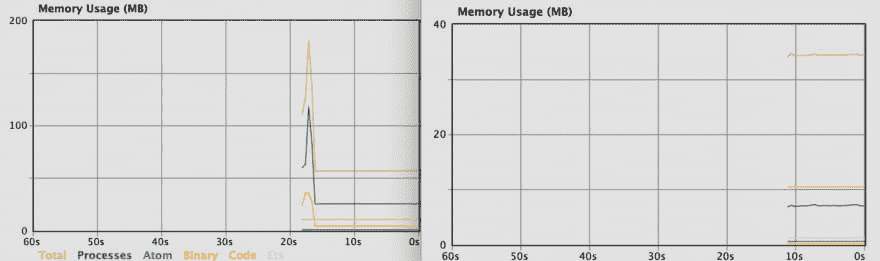 Memory Usage (MB)
200
100
0
60s 50s 40s 30s 20s 10s 0s
Total Processes Atom Binary Code Ets
Memory Usage (MB)
40
20
0
60s 50s 40s 30s 20s 10s 0s